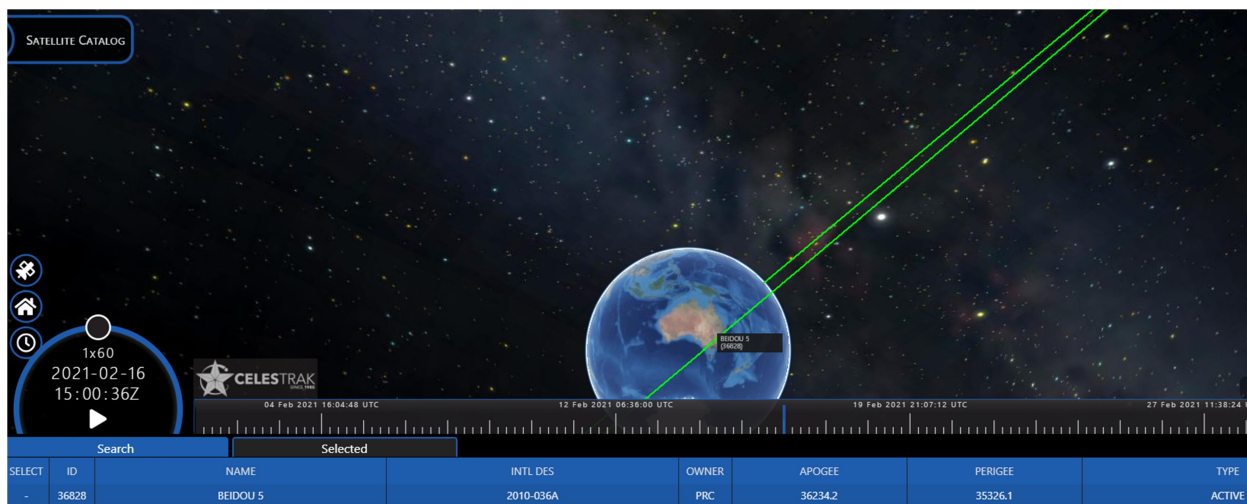 SATELLITE CATALOG
BEIDOU 5
(36828)
1x60
2021-02-16
15:00:36Z
CELESTRAK
04 Feb 2021 16:04:48 UTC 12 Feb 2021 06:36:00 UTC 19 Feb 2021 21:07:12 UTC 27 Feb 2021 11:38:24
Search Selected
SELECT ID NAME INTL DES OWNER APOGEE PERIGEE TYPE
- 36828 BEIDOU 5 2010-036A PRC 36234.2 35326.1 ACTIVE